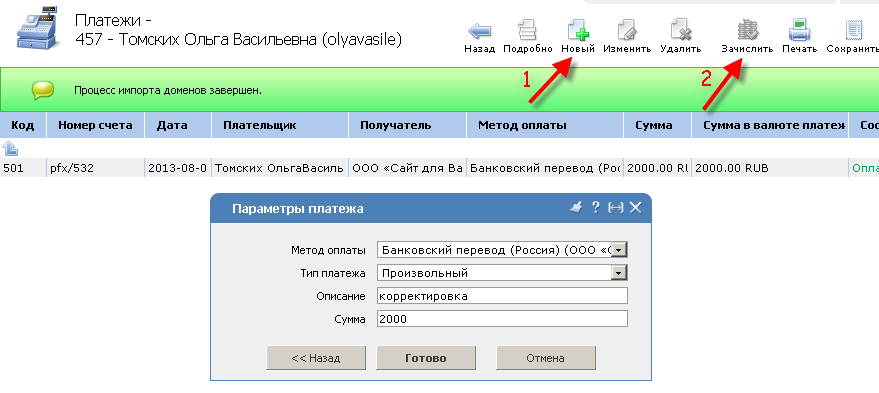 Платежи -
457 - Томских Ольга Васильевна (olyavasile)
Назад Подробно Новый Изменить Удалить Зачислить Печать Сохранить
1
2
Процесс импорта доменов завершен.
Код Номер счета Дата Плательщик Получатель Метод оплаты Сумма Сумма в валюте платеж Сос
501 pfx/532 2013-08-0 Томских ОльгаВасиль ООО «Сайт для Ва Банковский перевод (Рос 2000.00 RU 2000.00 RUB Опла
Параметры платежа
Метод оплаты Банковский перевод (Россия) (ООО «С
Тип платежа Произвольный
Описание корректировка
Сумма 2000
<< Назад Готово Отмена